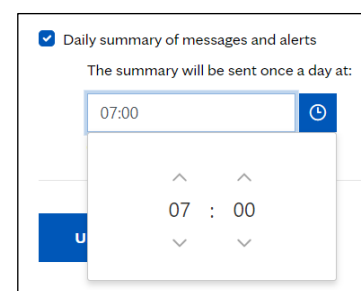 Daily summary of messages and alerts
The summary will be sent once a day at:
07:00
07 : 00
U